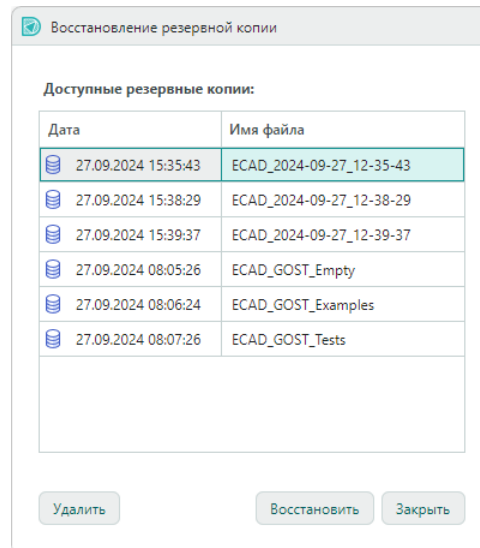 Восстановление резервной копии
Доступные резервные копии:
Дата Имя файла
27.09.2024 15:35:43 ECAD_2024-09-27_12-35-43
27.09.2024 15:38:29 ECAD_2024-09-27_12-38-29
27.09.2024 15:39:37 ECAD_2024-09-27_12-39-37
27.09.2024 08:05:26 ECAD_GOST_Empty
27.09.2024 08:06:24 ECAD_GOST_Examples
27.09.2024 08:07:26 ECAD_GOST_Tests
Удалить Восстановить Закрыть